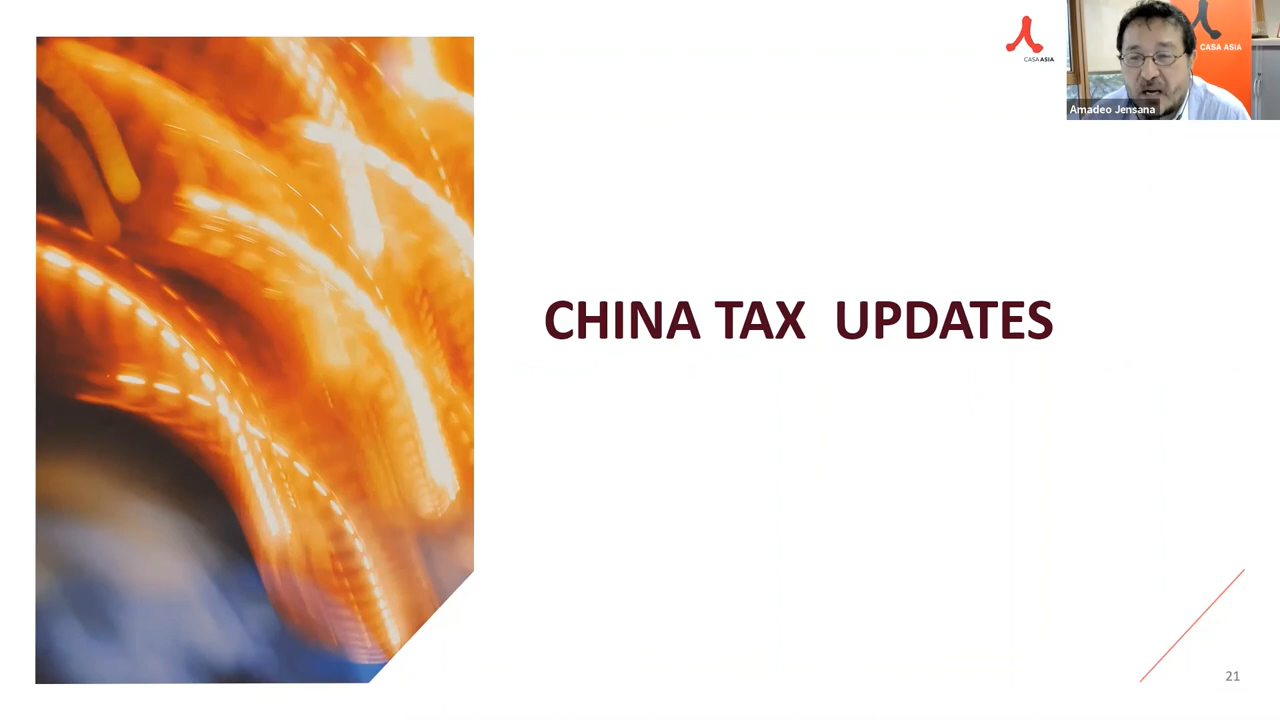 CASA ASIA
CASA ASIA
Amadeo Jensana
CHINA TAX  UPDATES
21